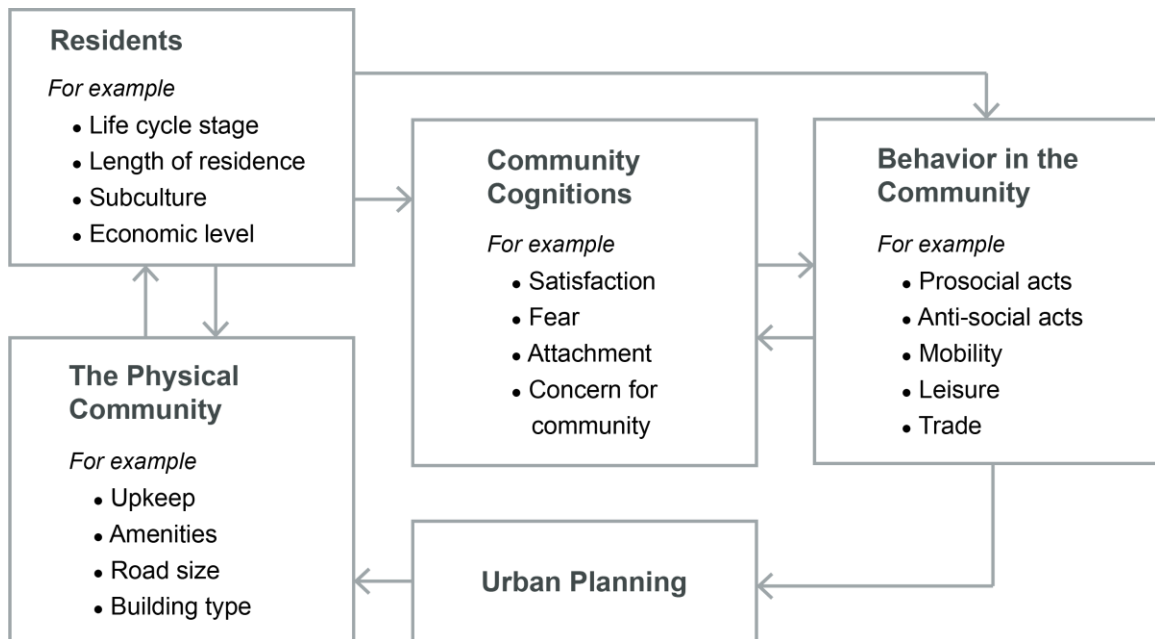 Residents
For example
• Life cycle stage
• Length of residence
• Subculture
• Economic level
Community
Cognitions
For example
• Satisfaction
• Fear
• Attachment
• Concern for
community
Behavior in the
Community
For example
• Prosocial acts
• Anti-social acts
• Mobility
• Leisure
• Trade
The Physical
Community
For example
• Upkeep
• Amenities
• Road size
• Building type
Urban Planning